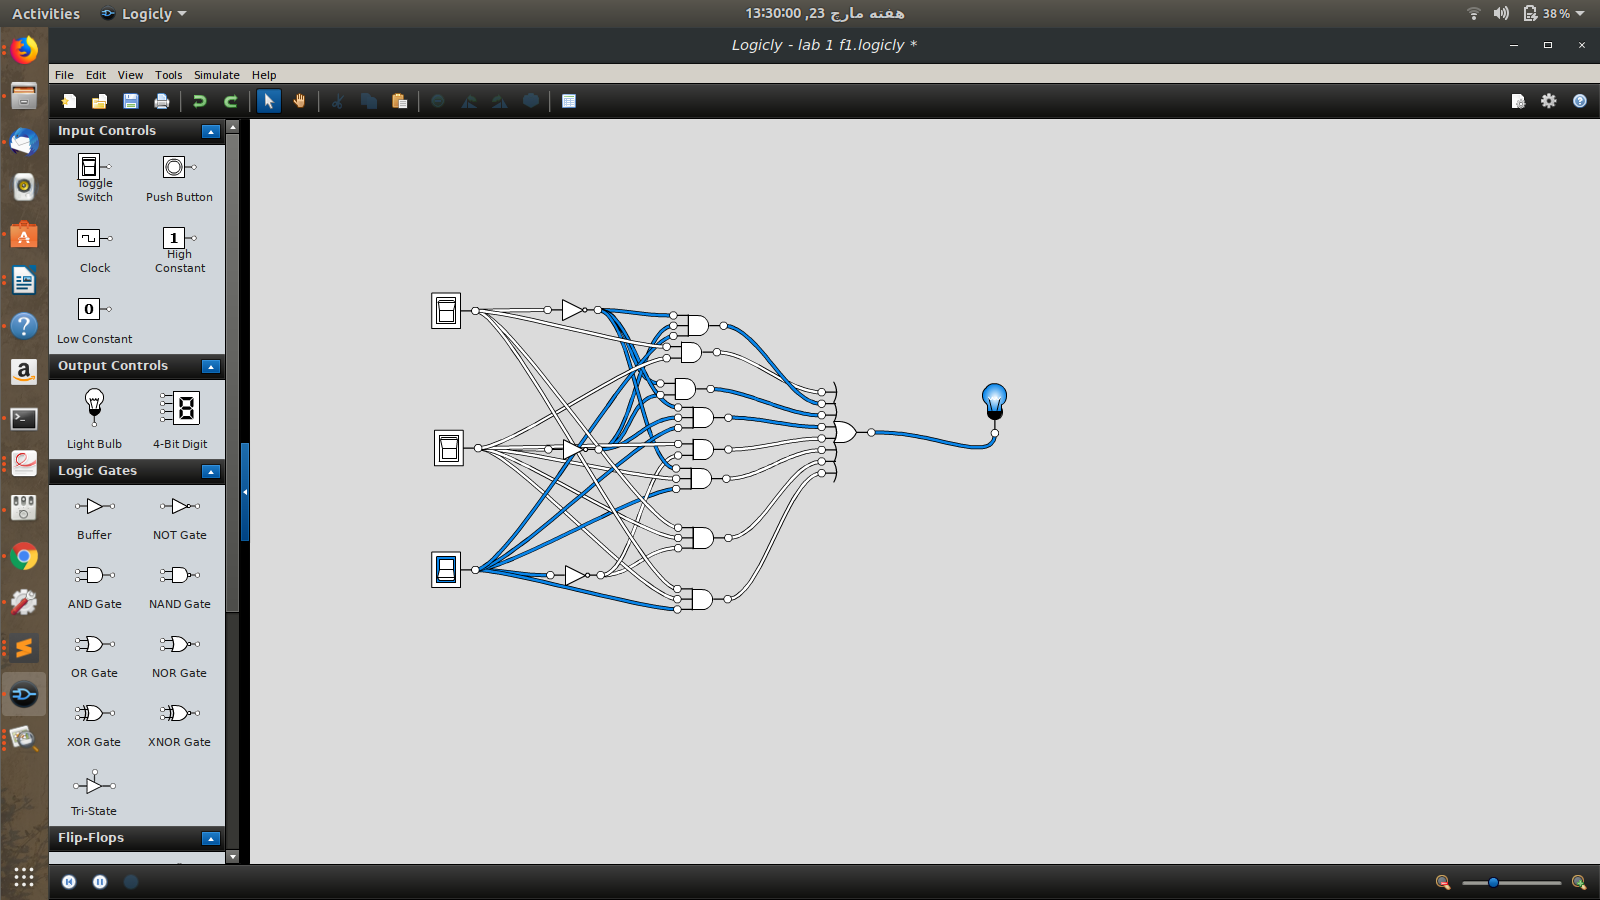 Activities
Logicly
هفته مارچ 23, 13:30:00
38 %
Logicly - lab 1 f1.logicly *
File Edit View Tools Simulate Help
Input Controls
Toggle Switch
Push Button
Clock
1
High Constant
0
Low Constant
Output Controls
Light Bulb
8
4-Bit Digit
Logic Gates
Buffer
NOT Gate
AND Gate
NAND Gate
OR Gate
NOR Gate
XOR Gate
XNOR Gate
Tri-State
Flip-Flops